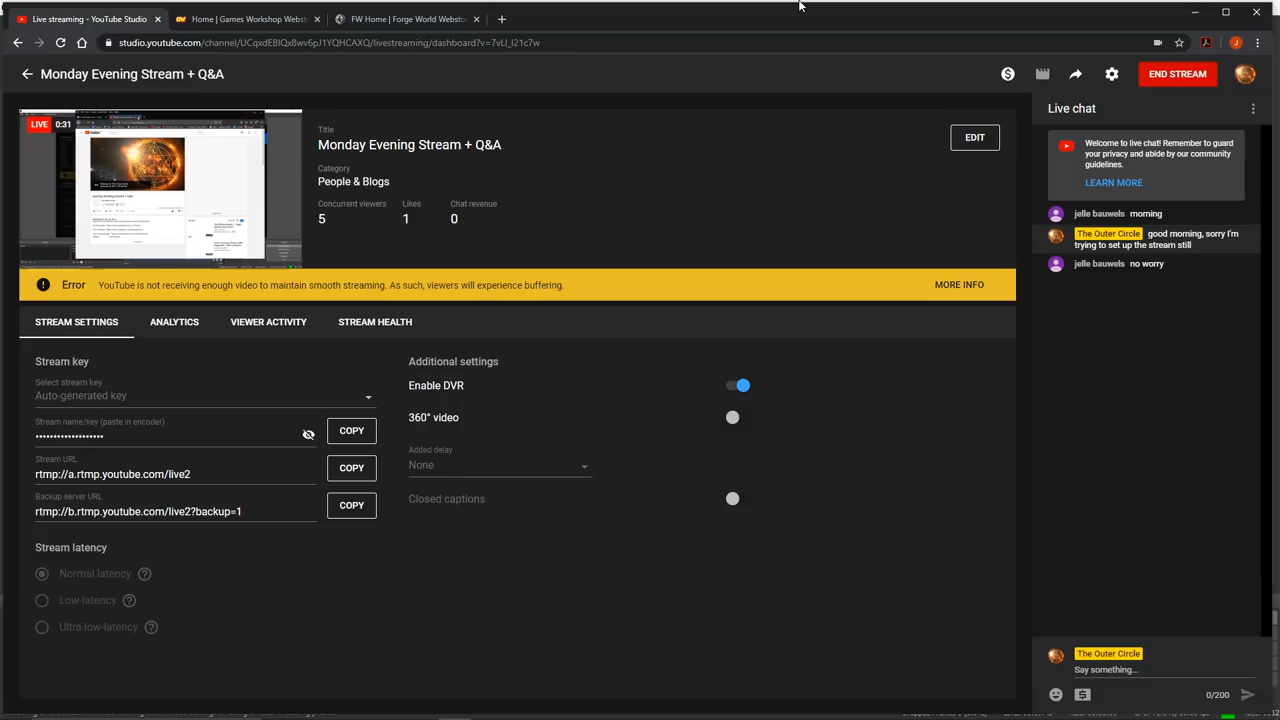 Live streaming - YouTube Studio
Home | Games Workshop Webst
FW Home | Forge World Websto
studio.youtube.com/channel/UCqxdEBIQx8wv6pJ1YQHCAXQ/livestreaming/dashboard?v=7vLl_I21c7w
Monday Evening Stream + Q&A
END STREAM
LIVE 0:31
Title
Monday Evening Stream + Q&A
EDIT
Category
People & Blogs
Concurrent viewers
Likes
Chat revenue
5
1
0
Error YouTube is not receiving enough video to maintain smooth streaming. As such, viewers will experience buffering.
MORE INFO
STREAM SETTINGS
ANALYTICS
VIEWER ACTIVITY
STREAM HEALTH
Stream key
Select stream key
Auto-generated key
Stream name/key (paste in encoder)
••••••••••••••••••••
COPY
Stream URL
rtmp://a.rtmp.youtube.com/live2
COPY
Backup server URL
rtmp://b.rtmp.youtube.com/live2?backup=1
COPY
Stream latency
Normal latency
Low-latency
Ultra low-latency
Additional settings
Enable DVR
360° video
Added delay
None
Closed captions
Live chat
Welcome to live chat! Remember to guard
your privacy and abide by our community
guidelines.
LEARN MORE
jelle bauwels morning
The Outer Circle good morning, sorry I'm
trying to set up the stream still
jelle bauwels no worry
The Outer Circle
Say something...
0/200